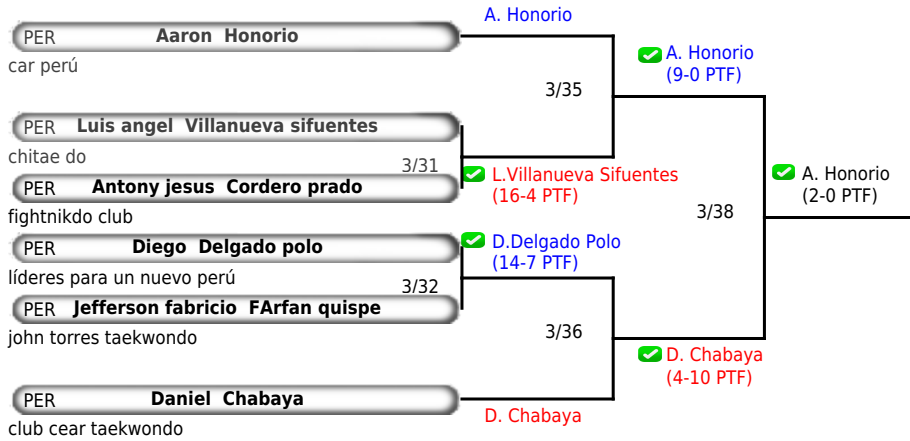 A. Honorio
PER Aaron Honorio
car perú
A. Honorio
(9-0 PTF)
3/35
PER Luis angel Villanueva sifuentes
chitae do
3/31
L.Villanueva Sifuentes
(16-4 PTF)
PER Antony jesus Cordero prado
fightnikdo club
A. Honorio
(2-0 PTF)
3/38
PER Diego Delgado polo
líderes para un nuevo perú
D.Delgado Polo
(14-7 PTF)
3/32
PER Jefferson fabricio FArfan quispe
john torres taekwondo
3/36
D. Chabaya
(4-10 PTF)
PER Daniel Chabaya
club cear taekwondo
D. Chabaya